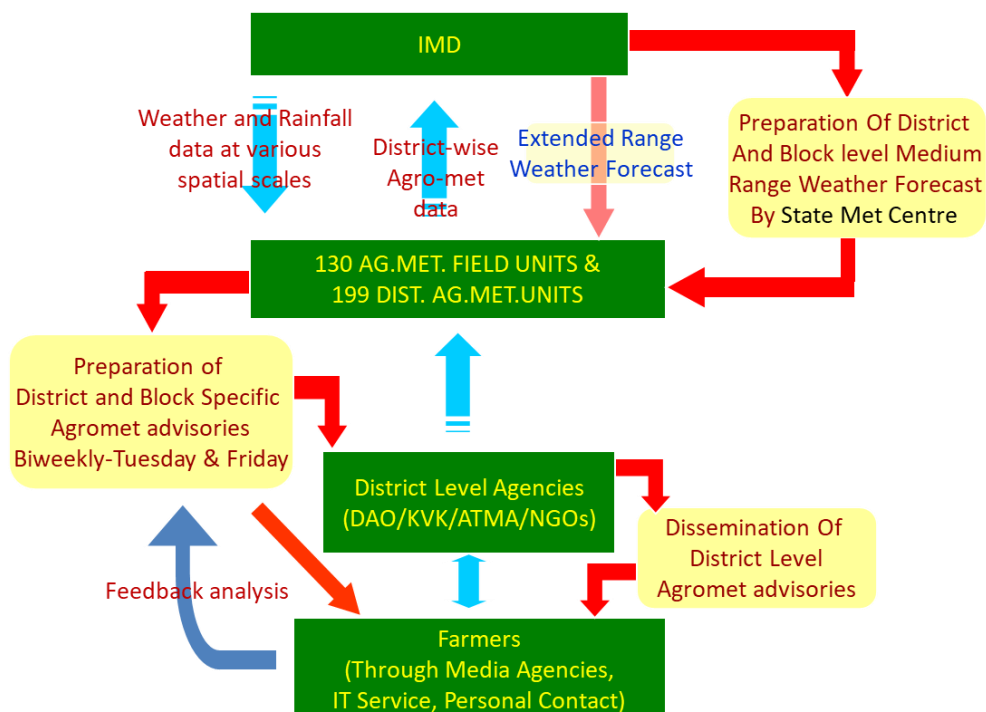 IMD
Weather and Rainfall
data at various
spatial scales
District-wise
Agro-met
data
Extended Range
Weather Forecast
Preparation Of District
And Block level Medium
Range Weather Forecast
By State Met Centre
130 AG.MET. FIELD UNITS &
199 DIST. AG.MET.UNITS
Preparation of
District and Block Specific
Agromet advisories
Biweekly-Tuesday & Friday
District Level Agencies
(DAO/KVK/ATMA/NGOs)
Dissemination Of
District Level
Agromet advisories
Feedback analysis
Farmers
(Through Media Agencies,
IT Service, Personal Contact)